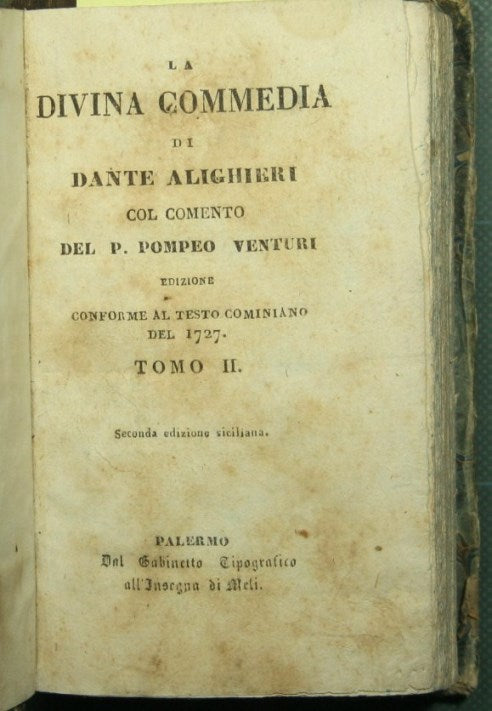 LA
DIVINA COMMEDIA
DI
DANTE ALIGHIERI
COL COMENTO
DEL P. POMPEO VENTURI
EDIZIONE
CONFORME AL TESTO COMINIANO
DEL 1727.
TOMO II.
Seconda edizione siciliana.
PALERMO
Dal Gabinetto Tipografico
all'Insegna di Meli.